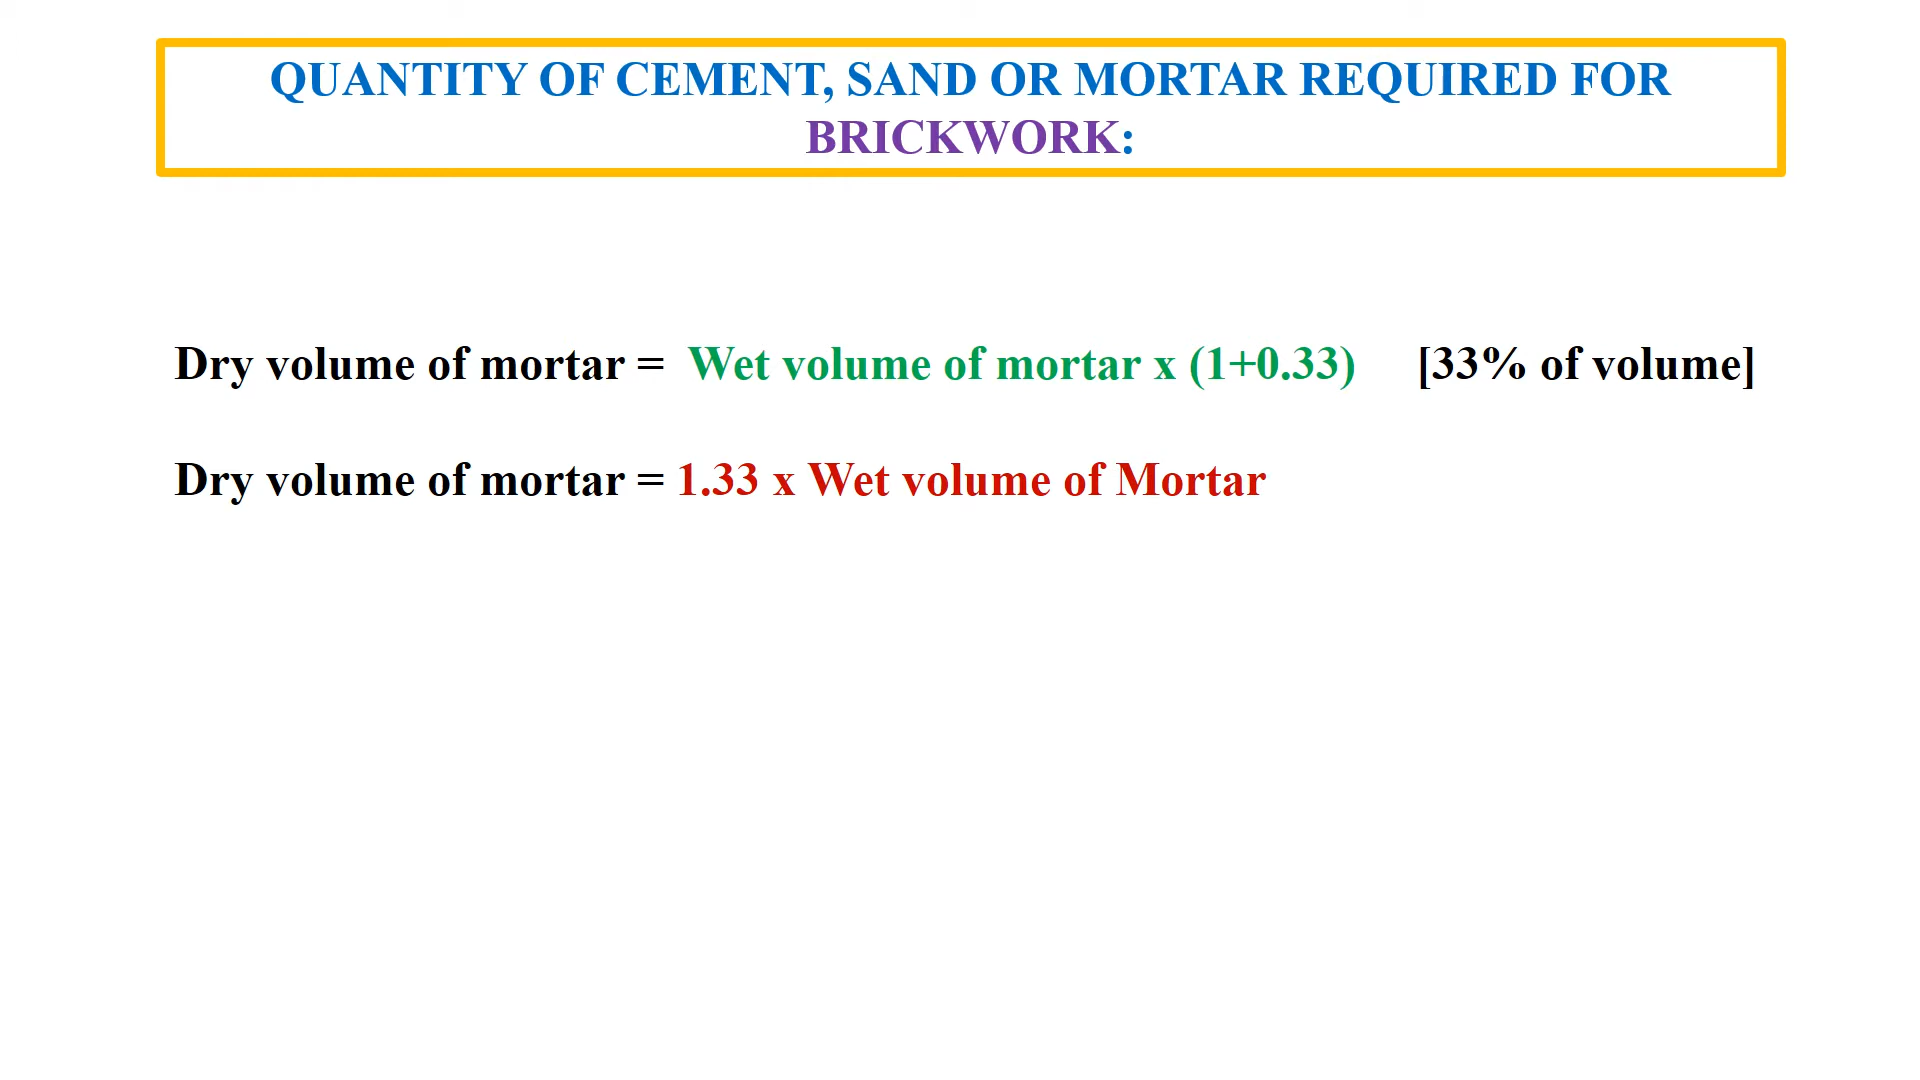 QUANTITY OF CEMENT, SAND OR MORTAR REQUIRED FOR
BRICKWORK:
Dry volume of mortar = Wet volume of mortar x (1+0.33) [33% of volume]
Dry volume of mortar = 1.33 x Wet volume of Mortar